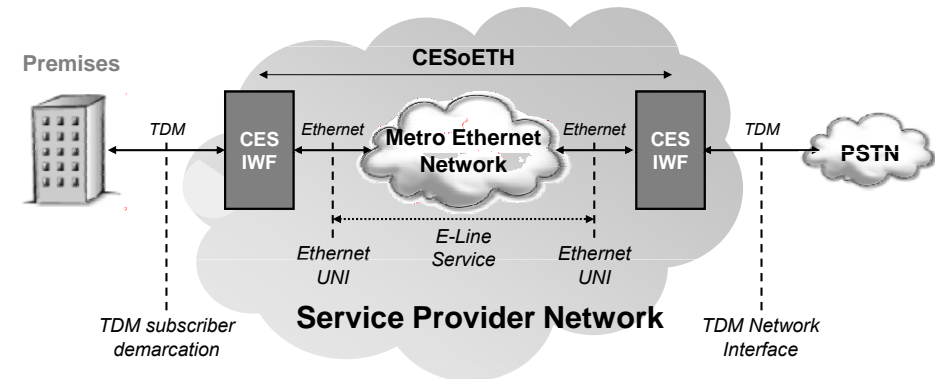 CESoETH
Premises
TDM
CES
IWF
Ethernet
Metro Ethernet
Network
Ethernet
CES
IWF
TDM
PSTN
E-Line
Service
Ethernet
UNI
Ethernet
UNI
Service Provider Network
TDM subscriber
demarcation
TDM Network
Interface